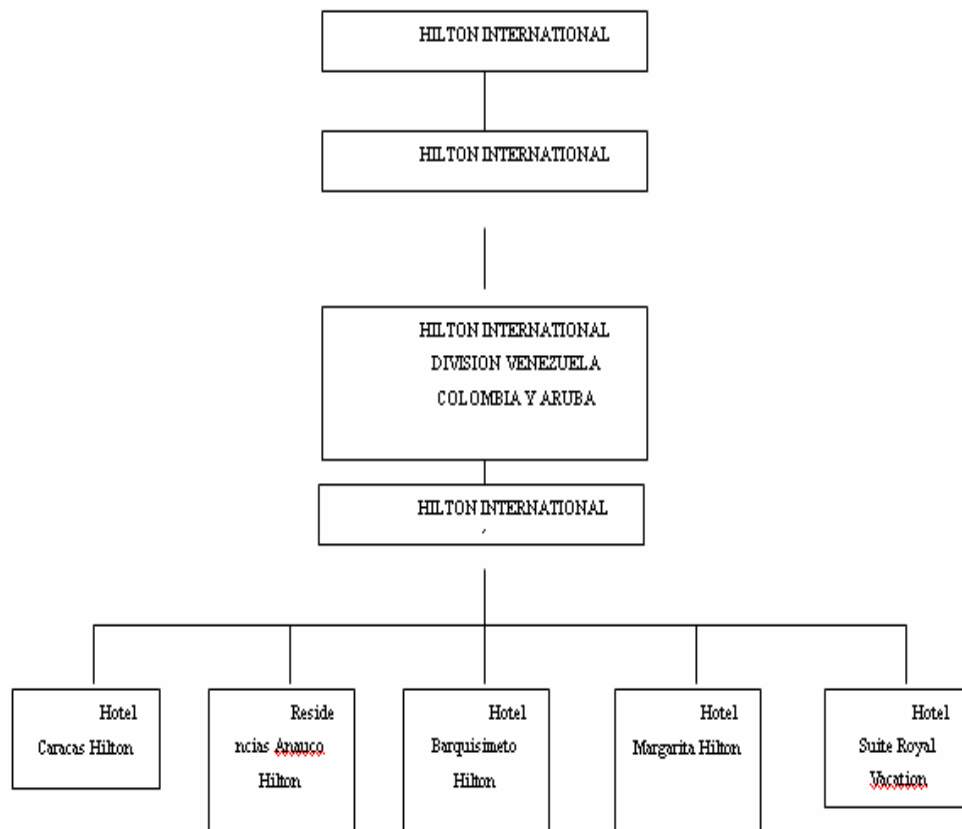 HILTON INTERNATIONAL
HILTON INTERNATIONAL
HILTON INTERNATIONAL
DIVISION VENEZUELA
COLOMBIA Y ARUBA
HILTON INTERNATIONAL
Hotel
Caracas Hilton
Reside
ncias Anauco
Hilton
Hotel
Barquisimeto
Hilton
Hotel
Margarita Hilton
Hotel
Suite Royal
Vacation